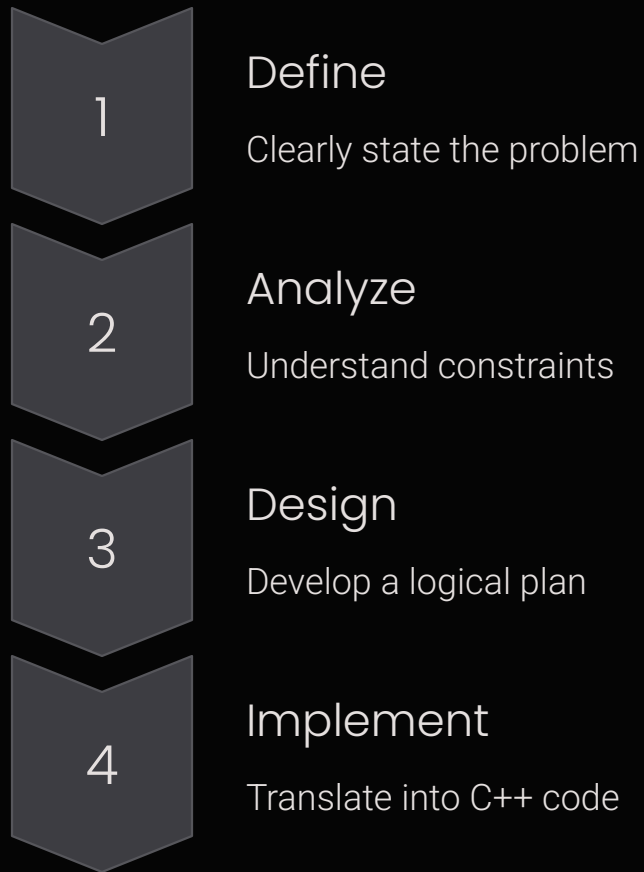 1
Define
Clearly state the problem
2
Analyze
Understand constraints
3
Design
Develop a logical plan
4
Implement
Translate into C++ code